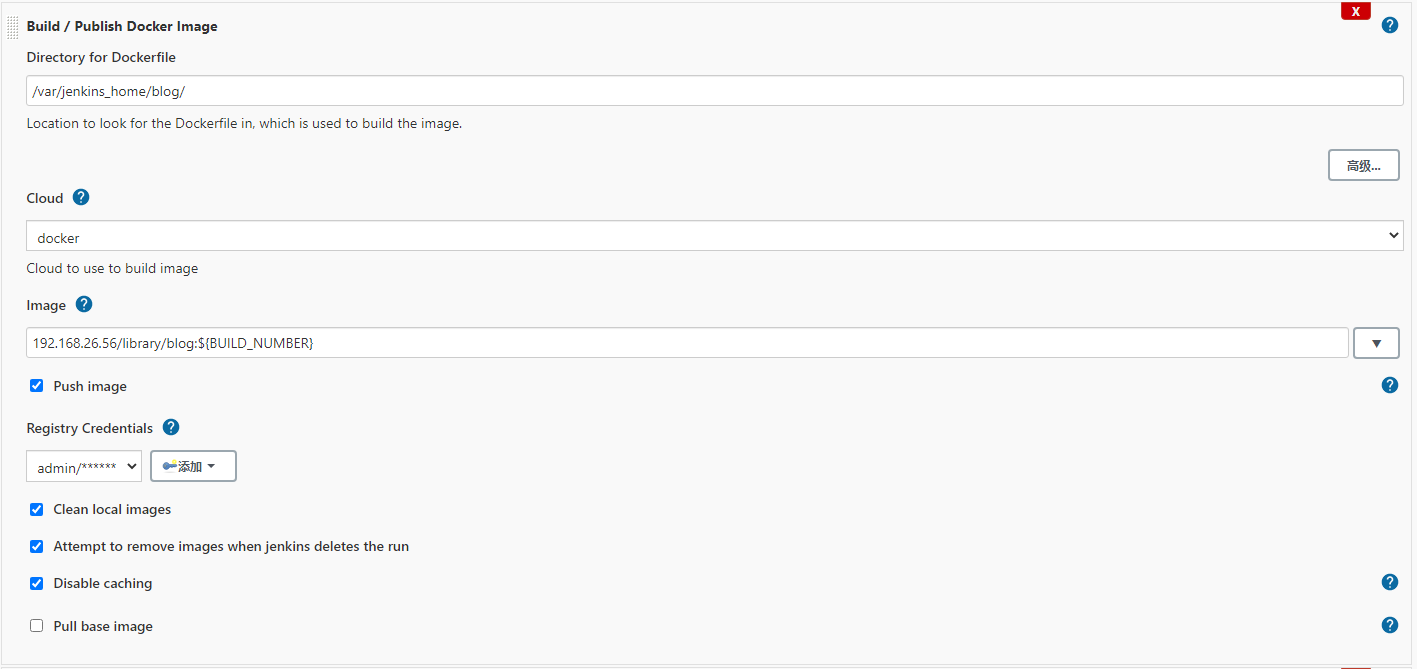 Build / Publish Docker Image
X
?
Directory for Dockerfile
/var/jenkins_home/blog/
Location to look for the Dockerfile in, which is used to build the image.
高级...
Cloud ?
docker
Cloud to use to build image
Image ?
192.168.26.56/library/blog:${BUILD_NUMBER}
Push image ?
Registry Credentials ?
admin/****** 添加
Clean local images
Attempt to remove images when jenkins deletes the run
Disable caching ?
Pull base image ?